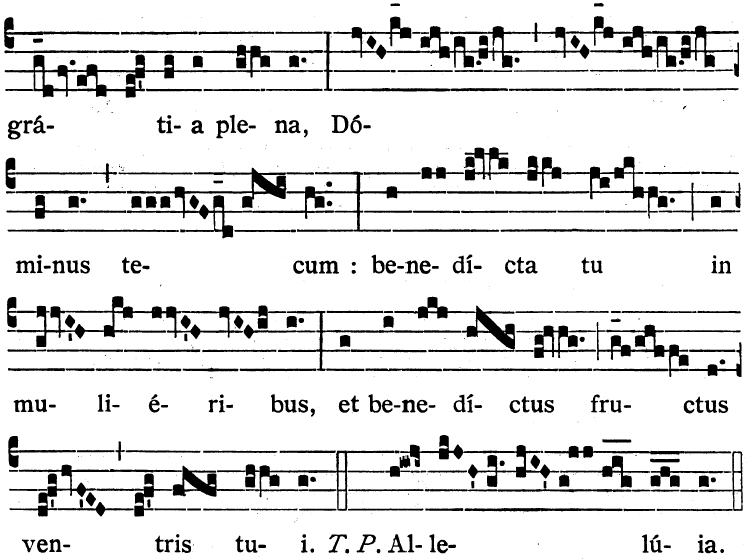 grá- ti- a ple- na, Dó-
mi-nus te- cum : be-ne- dí- cta tu in
mu- li- é- ri- bus, et be-ne- dí- ctus fru- ctus
ven- tris tu- i. T. P. Al- le- lú- ia.